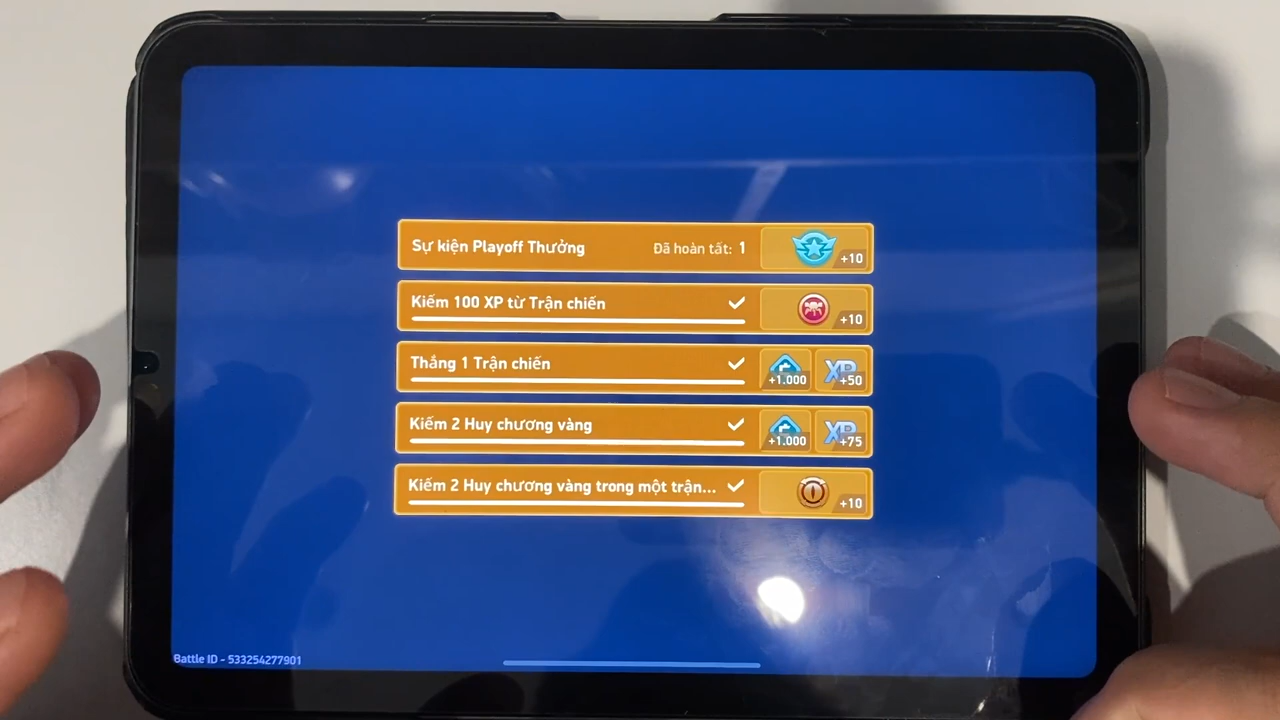 Sự kiện Playoff Thưởng Đã hoàn tất: 1 +10
Kiếm 100 XP từ Trận chiến +10
Thắng 1 Trận chiến +1.000 XP +50
Kiếm 2 Huy chương vàng +1.000 XP +75
Kiếm 2 Huy chương vàng trong một trận... +10
Battle ID - 533254277901